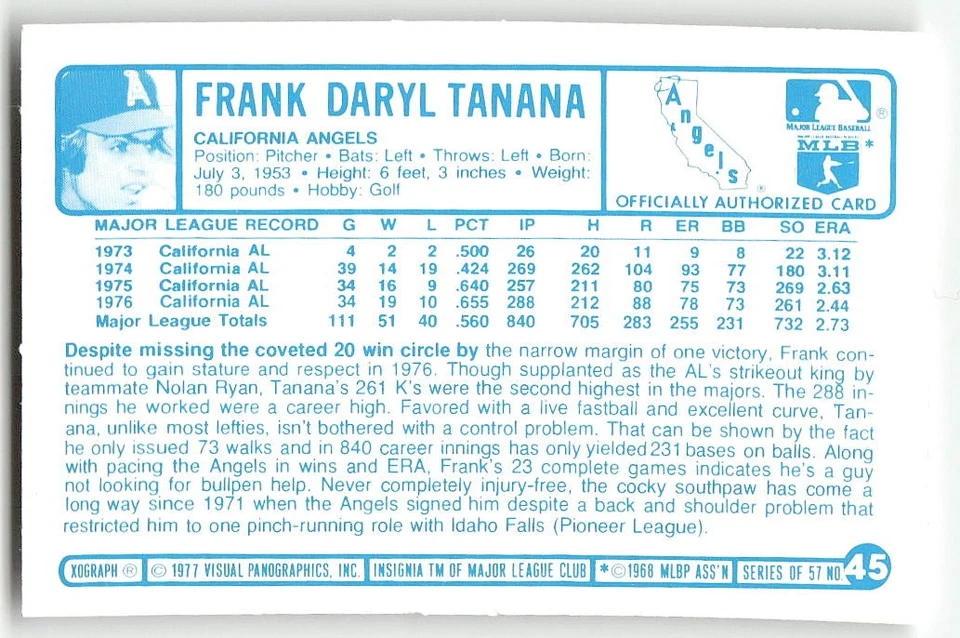 A
FRANK DARYL TANANA
CALIFORNIA ANGELS
Position: Pitcher • Bats: Left • Throws: Left • Born:
July 3, 1953 • Height: 6 feet, 3 inches • Weight:
180 pounds • Hobby: Golf
Angels ®
MAJOR LEAGUE BASEBALL ®
MLB *
OFFICIALLY AUTHORIZED CARD
MAJOR LEAGUE RECORD G W L PCT IP H R ER BB SO ERA
1973 California AL 4 2 2 .500 26 20 11 9 8 22 3.12
1974 California AL 39 14 19 .424 269 262 104 93 77 180 3.11
1975 California AL 34 16 9 .640 257 211 80 75 73 269 2.63
1976 California AL 34 19 10 .655 288 212 88 78 73 261 2.44
Major League Totals 111 51 40 .560 840 705 283 255 231 732 2.73
Despite missing the coveted 20 win circle by the narrow margin of one victory, Frank con-
tinued to gain stature and respect in 1976. Though supplanted as the AL's strikeout king by
teammate Nolan Ryan, Tanana's 261 K's were the second highest in the majors. The 288 in-
nings he worked were a career high. Favored with a live fastball and excellent curve, Tan-
ana, unlike most lefties, isn't bothered with a control problem. That can be shown by the fact
he only issued 73 walks and in 840 career innings has only yielded 231 bases on balls. Along
with pacing the Angels in wins and ERA, Frank's 23 complete games indicates he's a guy
not looking for bullpen help. Never completely injury-free, the cocky southpaw has come a
long way since 1971 when the Angels signed him despite a back and shoulder problem that
restricted him to one pinch-running role with Idaho Falls (Pioneer League).
XOGRAPH ® © 1977 VISUAL PANOGRAPHICS, INC. INSIGNIA TM OF MAJOR LEAGUE CLUB * © 1968 MLBP ASS'N SERIES OF 57 NO. 45